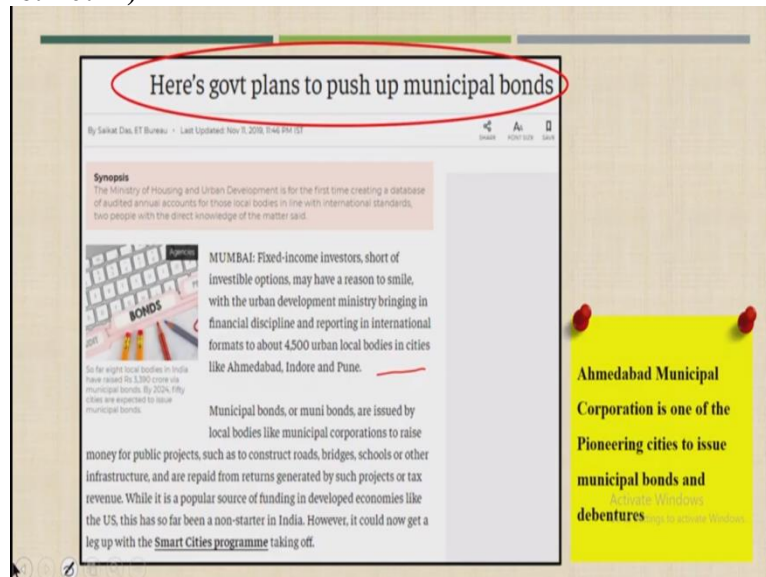 Here's govt plans to push up municipal bonds
By Saikat Das, ET Bureau • Last Updated: Nov 11, 2019, 11:46 PM IST
SHARE
FONT SIZE
SAVE
Synopsis
The Ministry of Housing and Urban Development is for the first time creating a database
of audited annual accounts for those local bodies in line with international standards,
two people with the direct knowledge of the matter said.
Agencies
BONDS
So far eight local bodies in India
have raised Rs 3,390 crore via
municipal bonds. By 2024, fifty
cities are expected to issue
municipal bonds.
MUMBAI: Fixed-income investors, short of
investible options, may have a reason to smile,
with the urban development ministry bringing in
financial discipline and reporting in international
formats to about 4,500 urban local bodies in cities
like Ahmedabad, Indore and Pune.
Municipal bonds, or muni bonds, are issued by
local bodies like municipal corporations to raise
money for public projects, such as to construct roads, bridges, schools or other
infrastructure, and are repaid from returns generated by such projects or tax
revenue. While it is a popular source of funding in developed economies like
the US, this has so far been a non-starter in India. However, it could now get a
leg up with the Smart Cities programme taking off.
Ahmedabad Municipal
Corporation is one of the
Pioneering cities to issue
municipal bonds and
debentures
Activate Windows
to activate Windows.